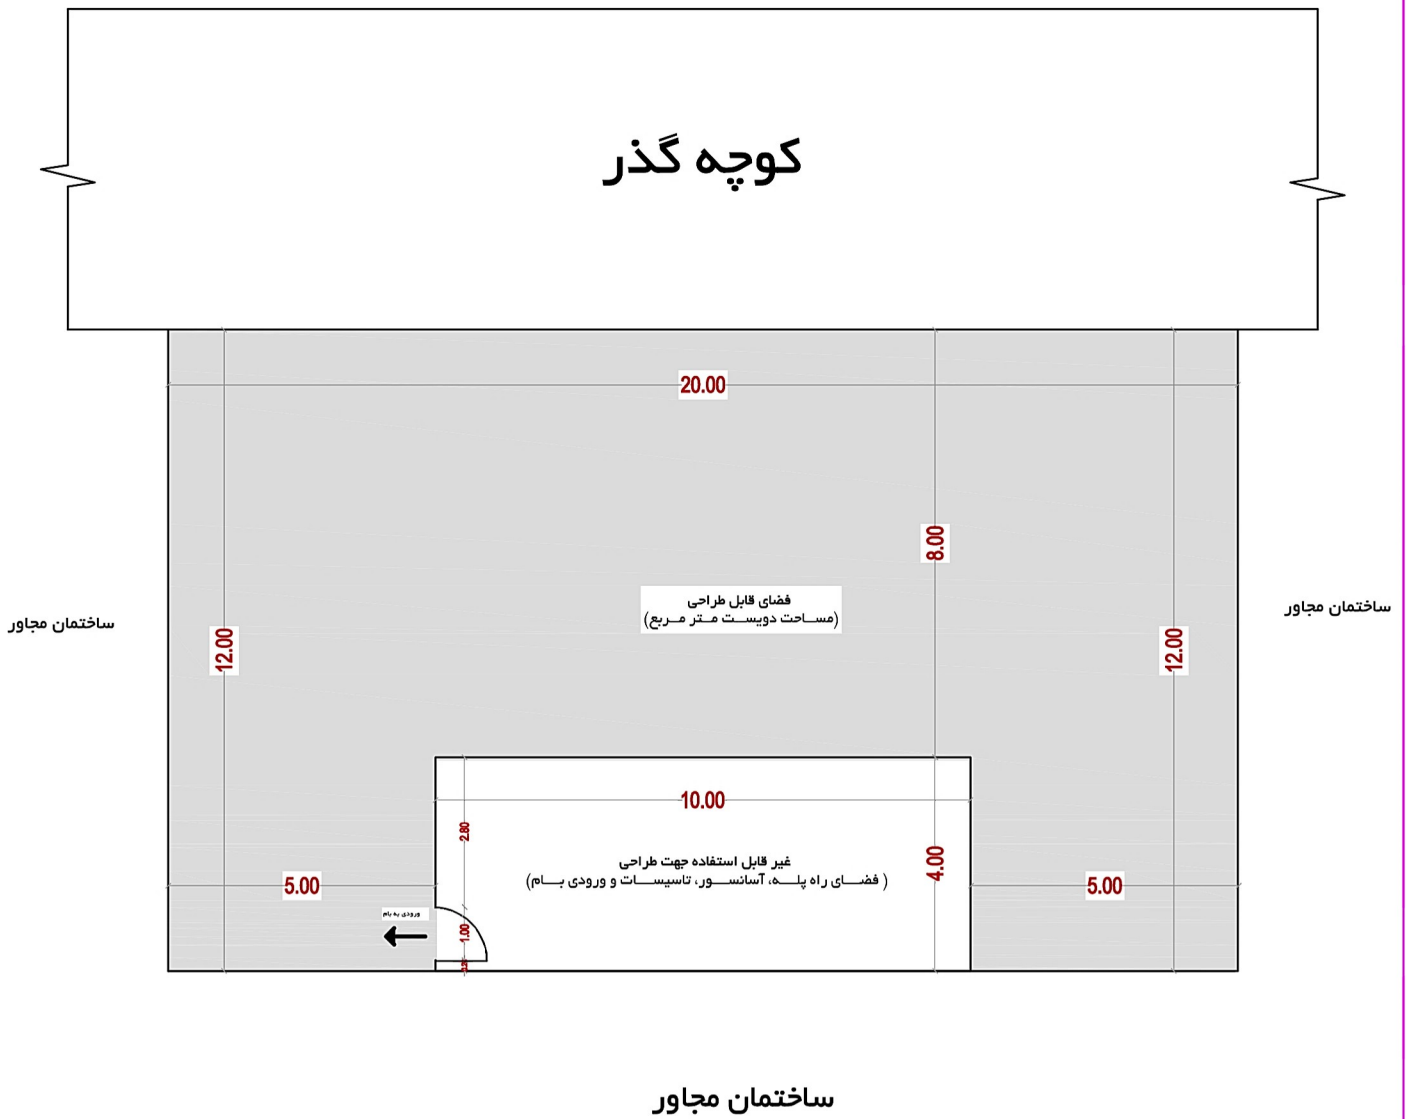 کوچه گذر
20.00
8.00
فضای قابل طراحی
(مساحت دویست متر مربع)
ساختمان مجاور
ساختمان مجاور
12.00
12.00
10.00
2.80
غیر قابل استفاده جهت طراحی
( فضای راه پله، آسانسور، تاسیسات و ورودی بام)
4.00
5.00
5.00
ورودی به بام
1.00
ساختمان مجاور